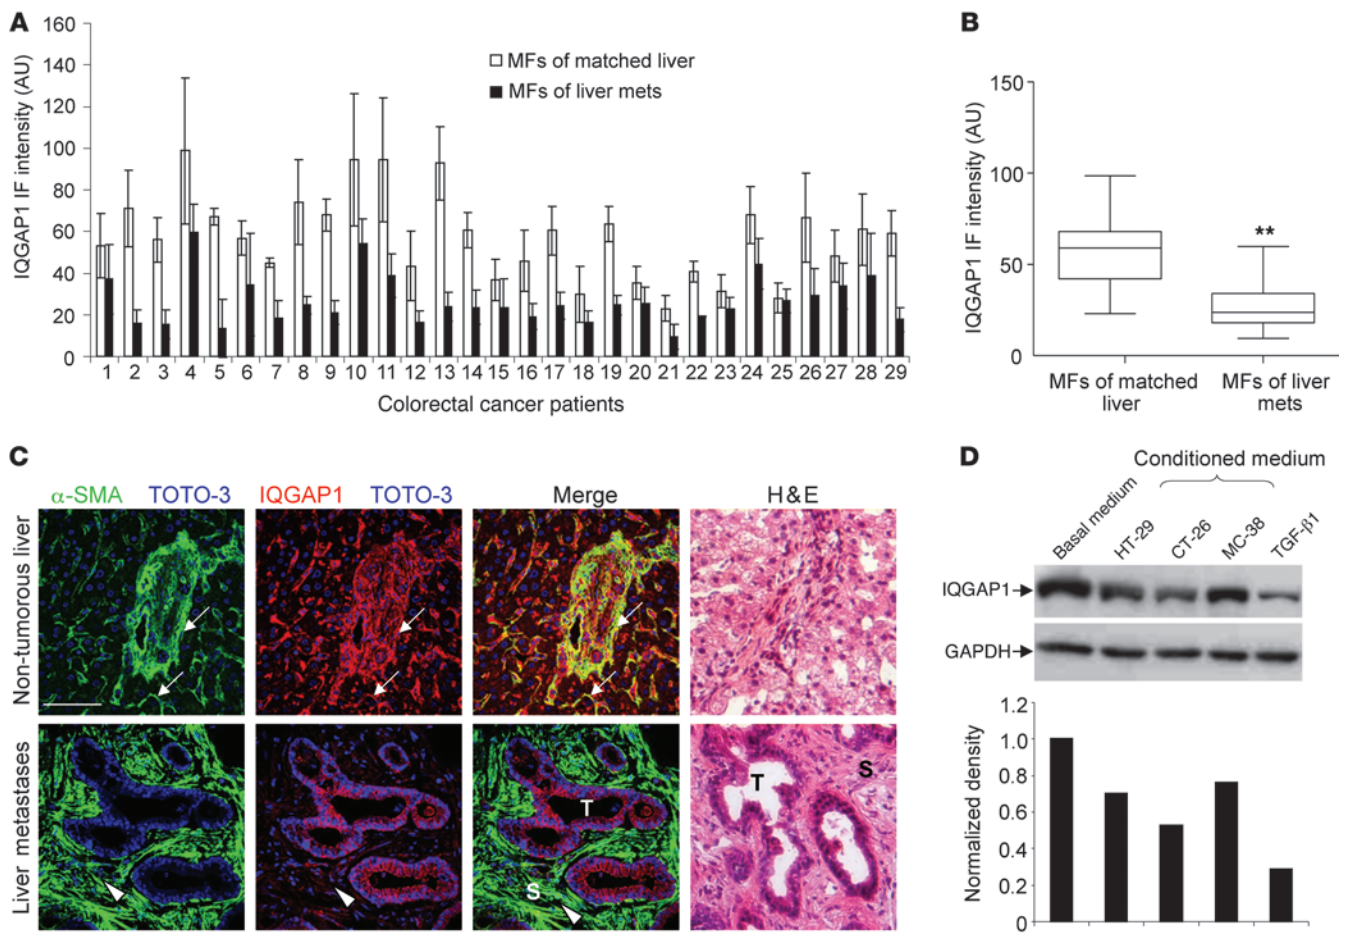 A
160
140
120
100
80
60
40
20
0
IQGAP1 IF intensity (AU)
MFs of matched liver
MFs of liver mets
1 2 3 4 5 6 7 8 9 10 11 12 13 14 15 16 17 18 19 20 21 22 23 24 25 26 27 28 29
Colorectal cancer patients
B
150
100
50
0
IQGAP1 IF intensity (AU)
**
MFs of matched
liver
MFs of liver
mets
C
α-SMA TOTO-3 IQGAP1 TOTO-3 Merge H&E
Non-tumorous liver
Liver metastases
T
S
T
S
D
Conditioned medium
Basal medium
HT-29
CT-26
MC-38
TGF-β1
IQGAP1
GAPDH
1.2
1.0
0.8
0.6
0.4
0.2
0
Normalized density